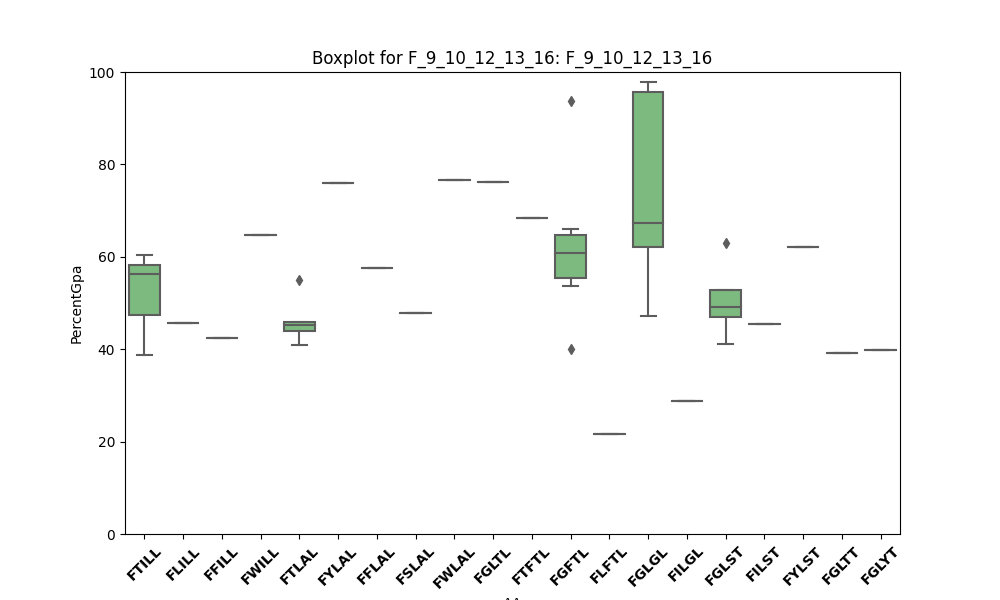 Boxplot for F_9_10_12_13_16: F_9_10_12_13_16
PercentGpa
100
80
60
40
20
0
FTILL FLILL FFILL FWILL FTLAL FYLAL FFLAL FSLAL FWLAL FGLTL FTFTL FGFTL FLFTL FGLGL FILGL FGLST FILST FYLST FGLTT FGLYT